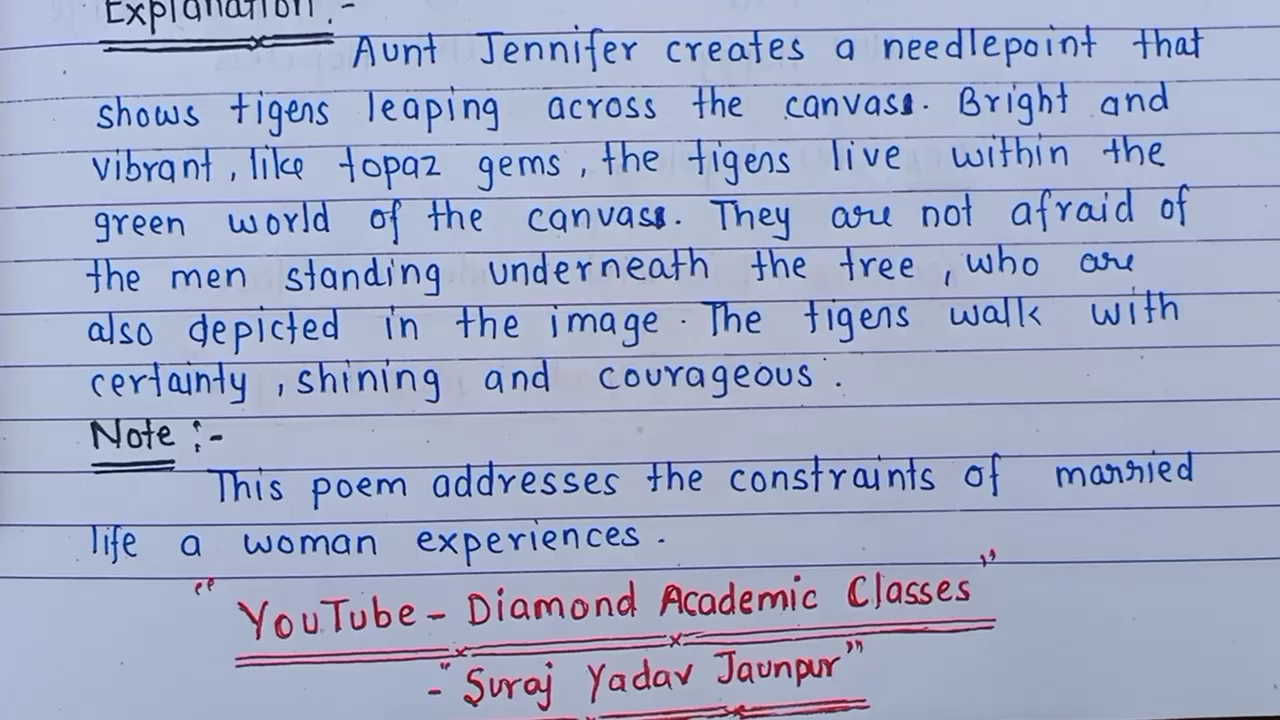 Explanation :-
Aunt Jennifer creates a needlepoint that
shows tigers leaping across the canvas. Bright and
vibrant, like topaz gems, the tigers live within the
green world of the canvas. They are not afraid of
the men standing underneath the tree, who are
also depicted in the image. The tigers walk with
certainty, shining and courageous.
Note :-
This poem addresses the constraints of married
life a woman experiences.
"YouTube - Diamond Academic Classes"
- "Suraj Yadav Jaunpur"